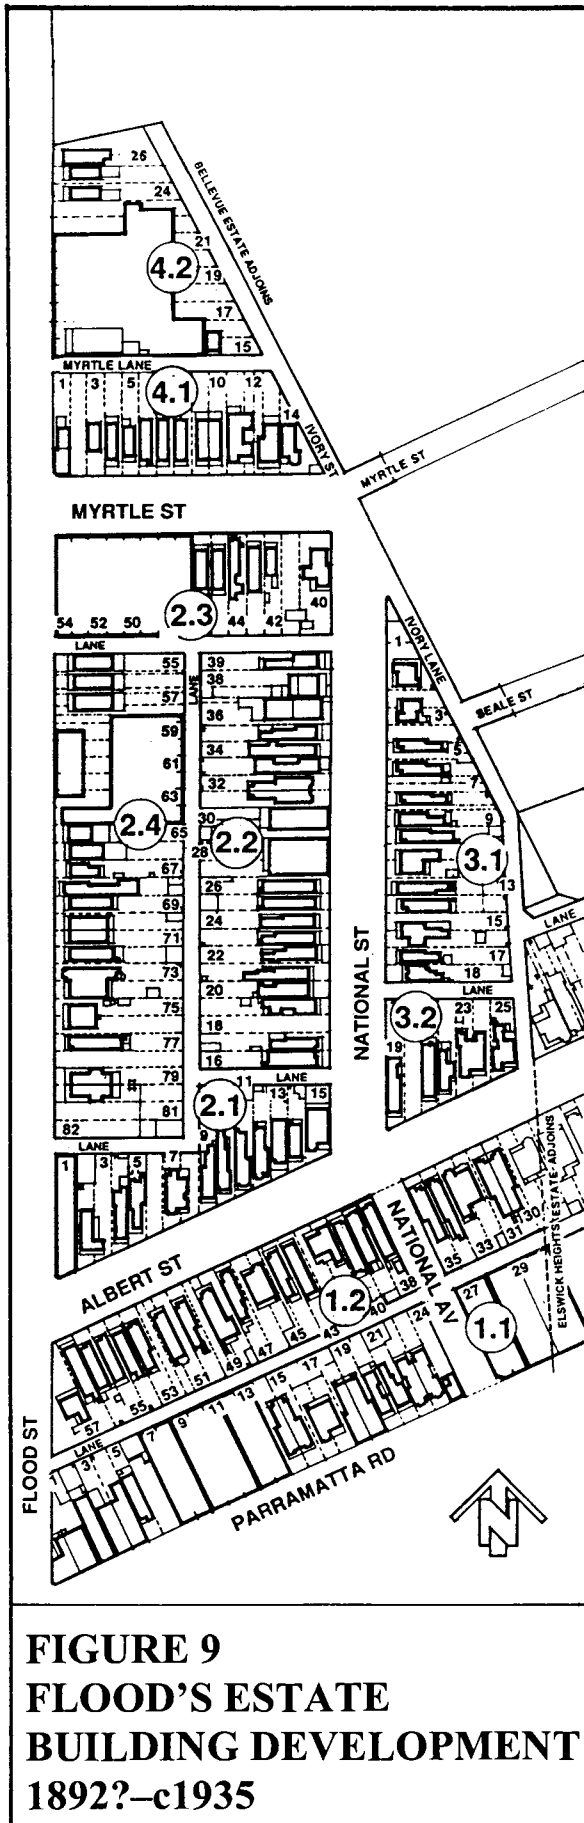 26
24
BELLEVUE ESTATE ADJOINS
21
4.2
19
17
15
MYRTLE LANE
1 3 5 4.1 10 12 14
IVORY ST
MYRTLE ST
MYRTLE ST
2.3
40
54 52 50 44 42
LANE
IVORY LANE
1
55 LANE 39
38
57
36
3
SEALE ST
59
34
5
61
32
7
63
30
9
2.4
65
2.2
28
3.1
67
26
13
69
24
15
71
22
17
LANE
73
20
18
LANE
75
18
NATIONAL ST
3.2
23 25
77
16
19
79
11 LANE
13 15
2.1
81
82
9
LANE
1 3 5 7
ALBERT ST
NATIONAL AV
35 33 31 30
ELSWICK HEIGHTS ESTATE ADJOINS
1.2
38
40
43
45
47
49
51
53
55
57
29
27
1.1
24
21
19
17
15
13
11
9
7
5
3
1
LANE
FLOOD ST
PARRAMATTA RD
N
FIGURE 9
FLOOD'S ESTATE
BUILDING DEVELOPMENT
1892?–c1935